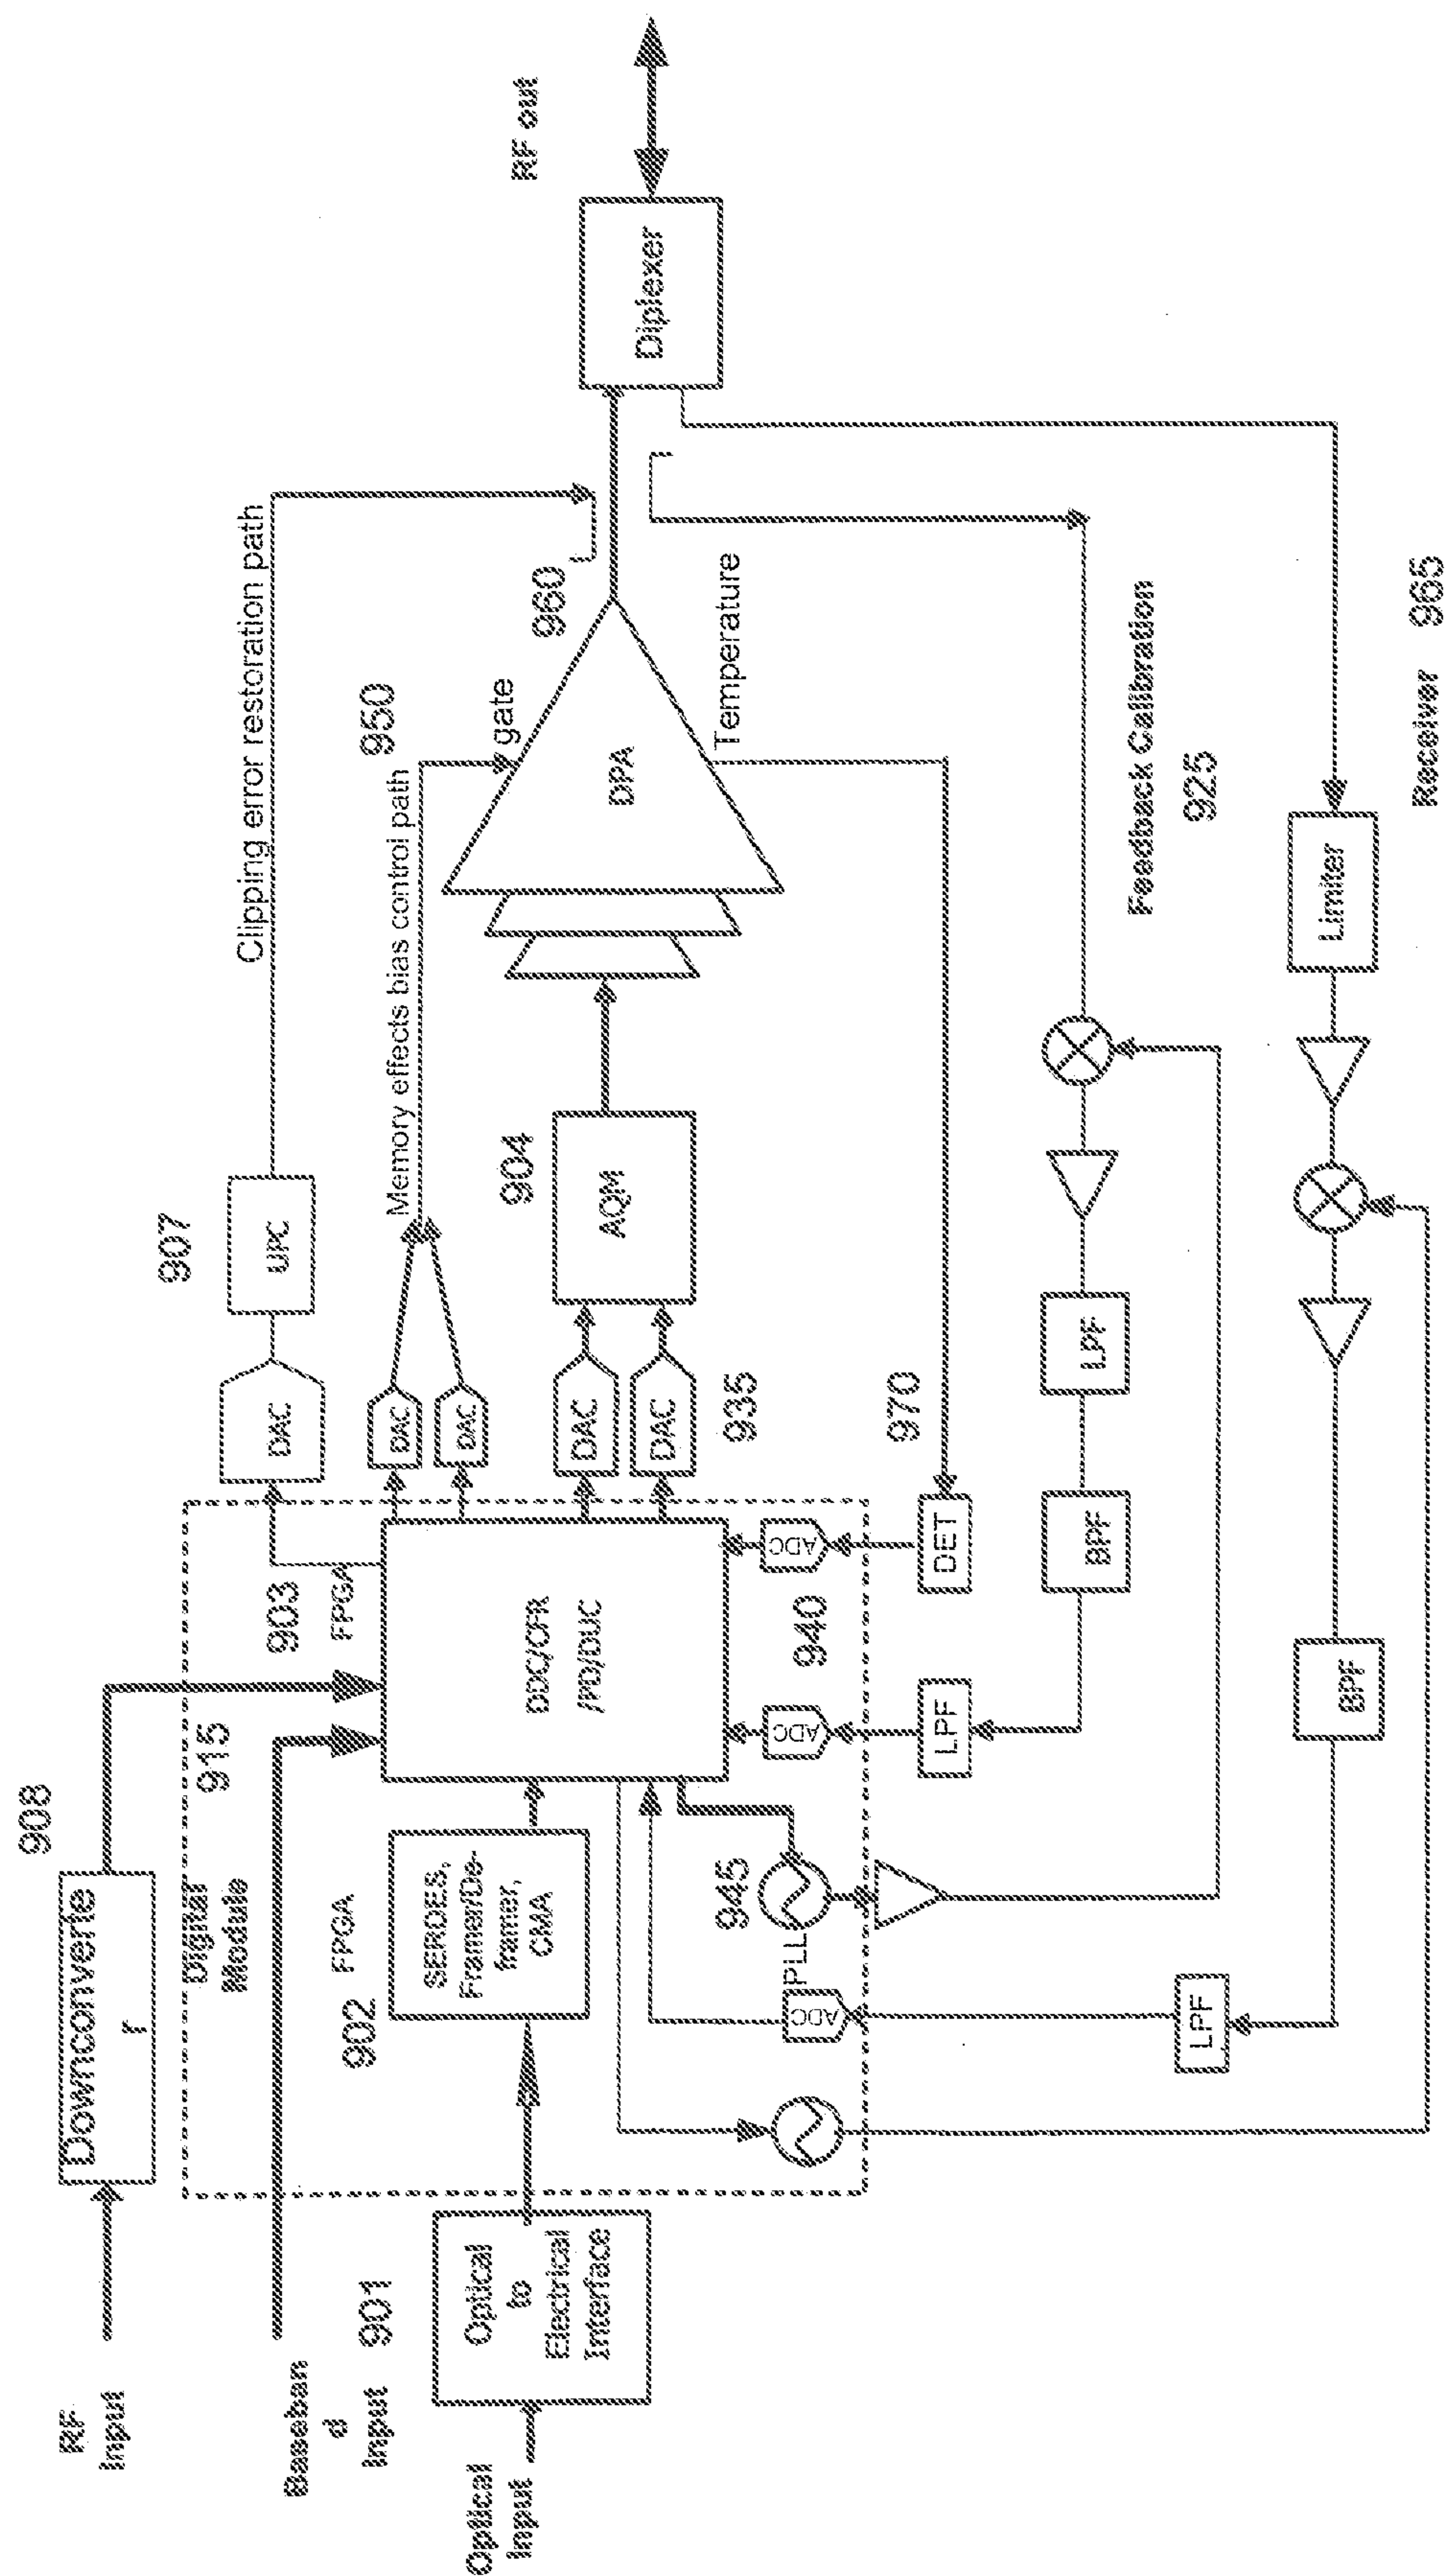 RF
Input
908
Downconverte
r
Baseban
d
Input
Optical
Input
901
Optical
to
Electrical
Interface
915
Digital
Module
902
FPGA
SERDES,
Framer/De-
framer,
CMA
903
FPGA
DDC/CFR
/PD/DUC
907
DAC
UPC
Clipping error restoration path
DAC
DAC
Memory effects bias control path
950
gate
DAC
DAC
935
904
AQM
DPA
960
Temperature
Diplexer
RF out
940
ADC
ADC
970
DET
945
PLL
ADC
LPF
BPF
LPF
Feedback Calibration
925
LPF
BPF
Limiter
Receiver 965